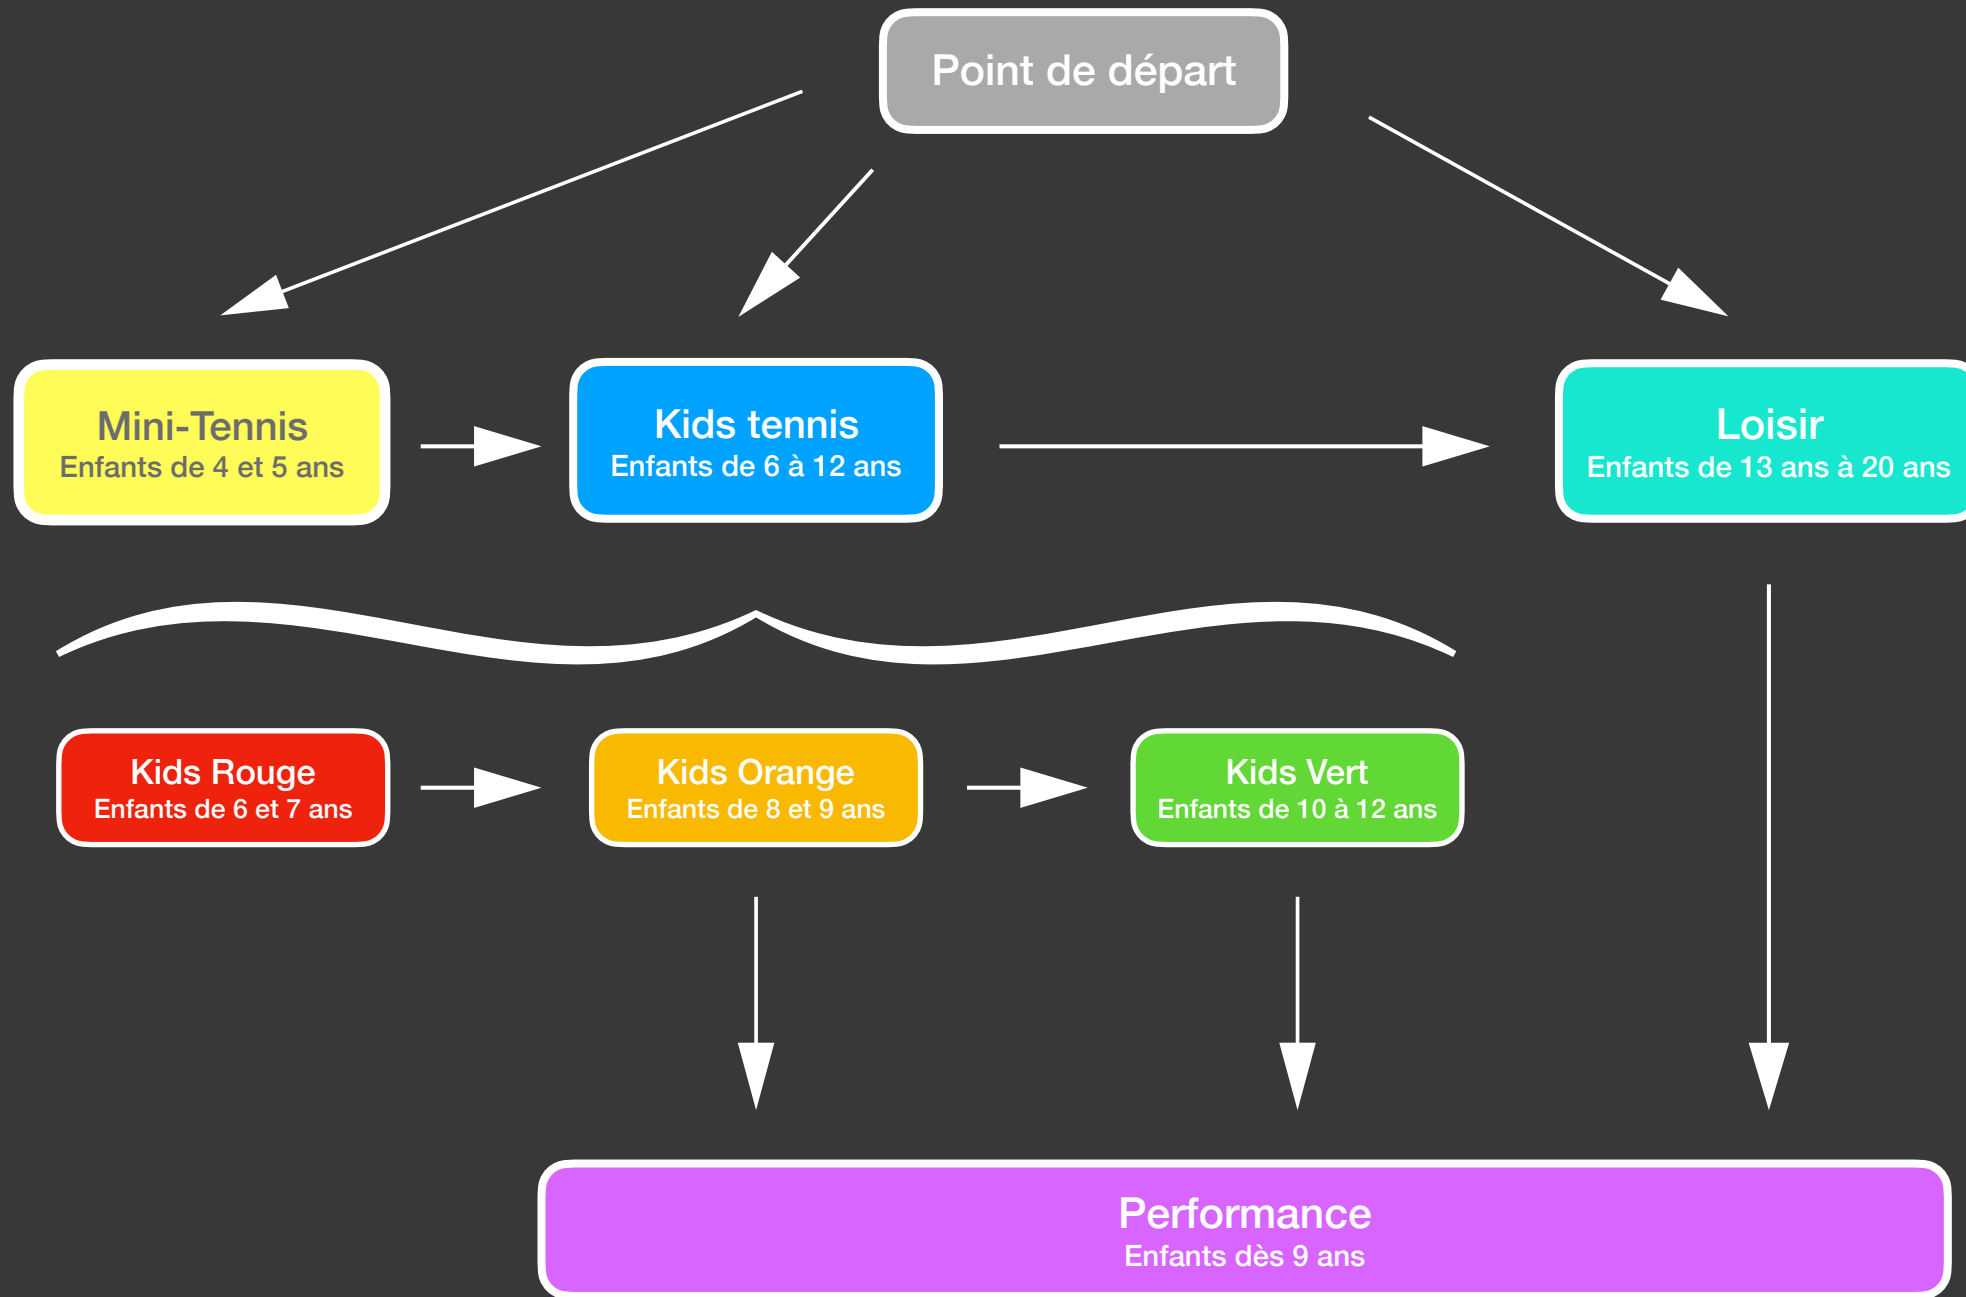 Point de départ
Mini-Tennis
Enfants de 4 et 5 ans
Kids tennis
Enfants de 6 à 12 ans
Loisir
Enfants de 13 ans à 20 ans
Kids Rouge
Enfants de 6 et 7 ans
Kids Orange
Enfants de 8 et 9 ans
Kids Vert
Enfants de 10 à 12 ans
Performance
Enfants dès 9 ans